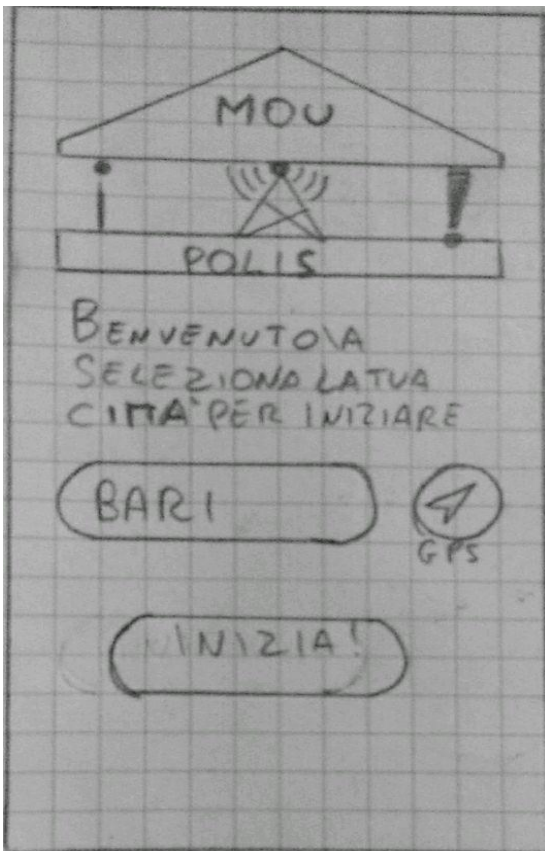 MOU
POLIS
BENVENUTO\A
SELEZIONA LA TUA
CITTA' PER INIZIARE
BARI
GPS
INIZIA!